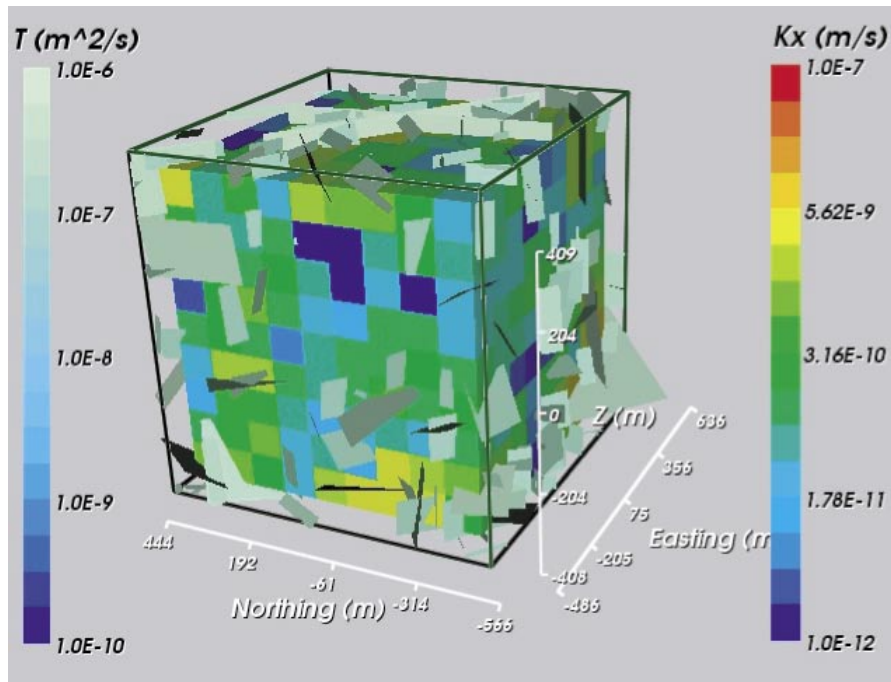 T (m^2/s)
1.0E-6
1.0E-7
1.0E-8
1.0E-9
1.0E-10
Kx (m/s)
1.0E-7
5.62E-9
3.16E-10
1.78E-11
1.0E-12
409
204
0
-204
-408
Z (m)
636
356
75
-205
-486
Easting (m
444
192
-61
-314
-566
Northing (m)